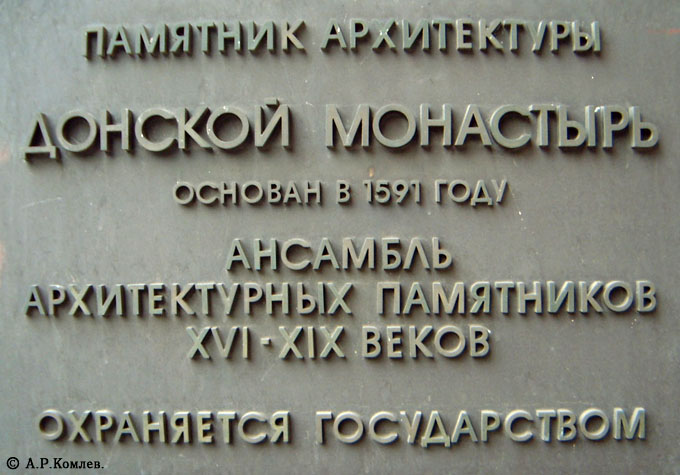 ПАМЯТНИК АРХИТЕКТУРЫ
ДОНСКОЙ МОНАСТЫРЬ
ОСНОВАН В 1591 ГОДУ
АНСАМБЛЬ
АРХИТЕКТУРНЫХ ПАМЯТНИКОВ
XVI-XIX ВЕКОВ
ОХРАНЯЕТСЯ ГОСУДАРСТВОМ
© А.Р.Комлев.